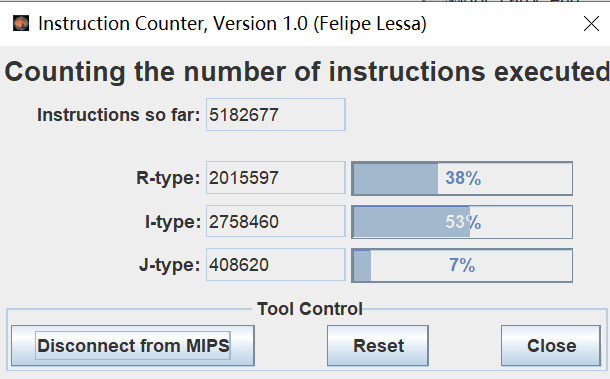 Instruction Counter, Version 1.0 (Felipe Lessa)
Counting the number of instructions executed
Instructions so far: 5182677
R-type: 2015597 38%
I-type: 2758460 53%
J-type: 408620 7%
Tool Control
Disconnect from MIPS Reset Close